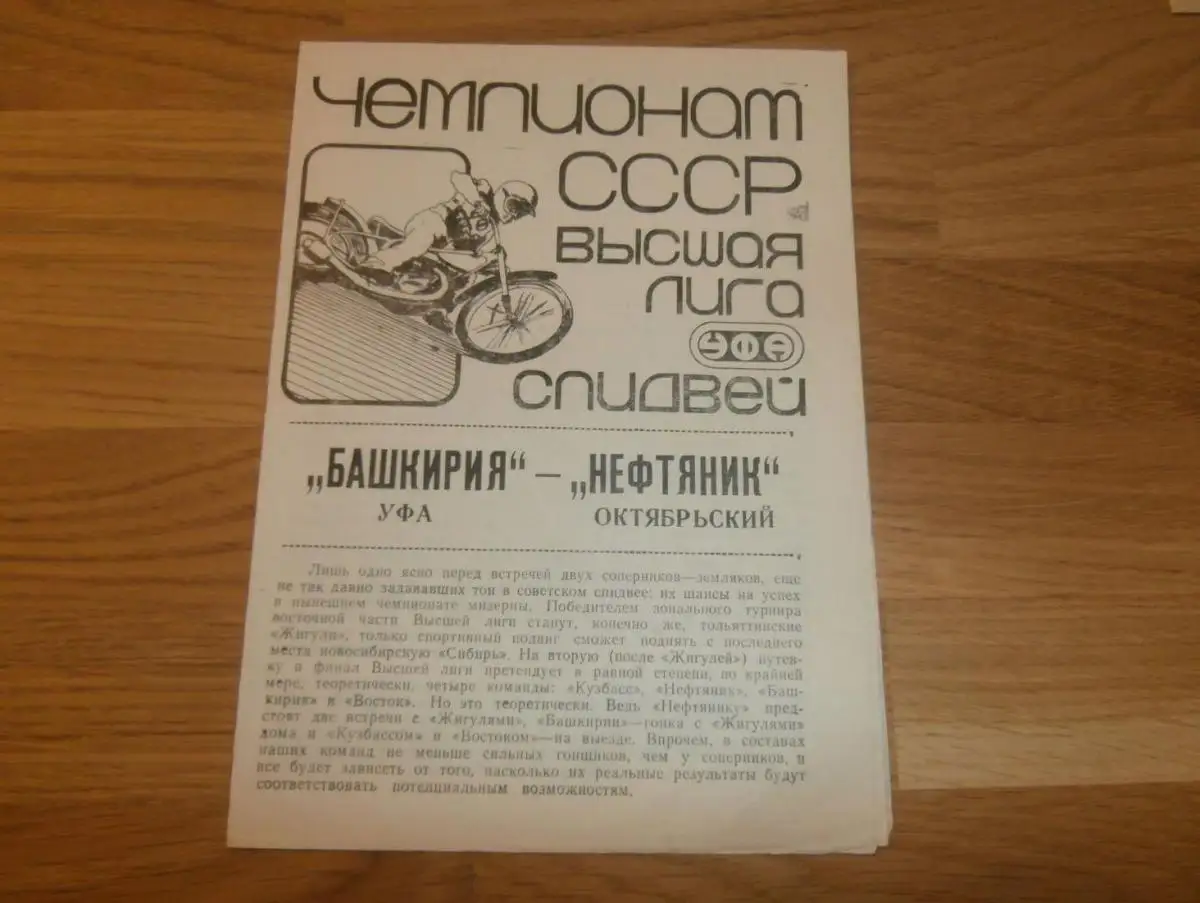 Чемпионат
СССР
Высшая
лига
УФА
Спидвей
„БАШКИРИЯ“ — „НЕФТЯНИК“
УФА ОКТЯБРЬСКИЙ
Лишь одно ясно перед встречей двух соперников—земляков, еще
не так давно задававших тон в советском спидвее: их шансы на успех
в нынешнем чемпионате мизерны. Победителем зонального турнира
восточной части Высшей лиги станут, конечно же, тольяттинские
«Жигули», только спортивный подвиг сможет поднять с последнего
места новосибирскую «Сибирь». На вторую (после «Жигулей») путев-
ку в финал Высшей лиги претендует в равной степени, по крайней
мере, теоретически, четыре команды: «Кузбасс», «Нефтяник», «Баш-
кирия» и «Восток». Но это теоретически. Ведь «Нефтянику» пред-
стоят две встречи с «Жигулями», «Башкирии»—гонка с «Жигулями»
дома и «Кузбассом» и «Востоком»—на выезде. Впрочем, в составах
наших команд не меньше сильных гонщиков, чем у соперников, и
все будет зависеть от того, насколько их реальные результаты будут
соответствовать потенциальным возможностям.